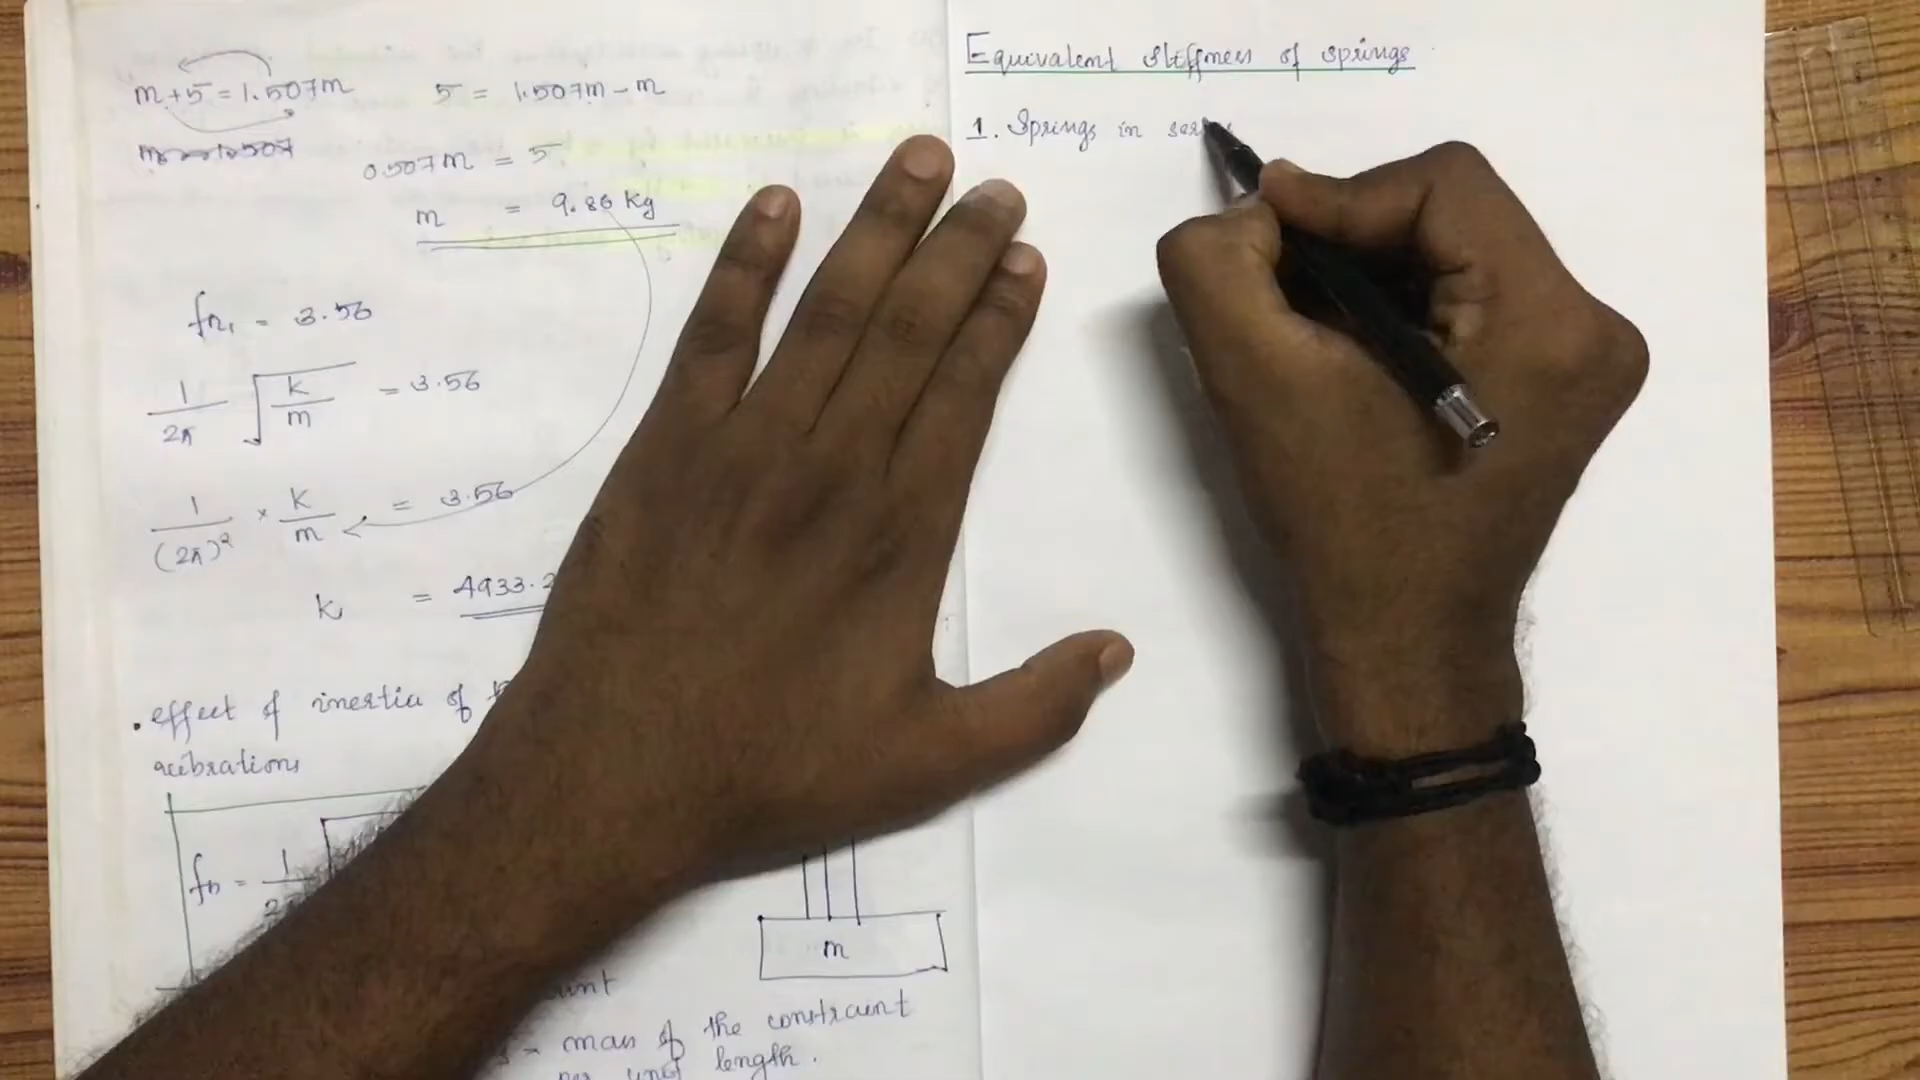 m+5 = 1.507m
5 = 1.507m - m
0.507m = 5
m = 9.86 kg
fn₁ = 3.56
1/2π √(k/m) = 3.56
1/(2π)² × k/m = 3.56
k = 4933.2
• effect of inertia of
vibrations
fn = 1
m
mass of the constraint
per unit length.
Equivalent stiffness of springs
1. Springs in series